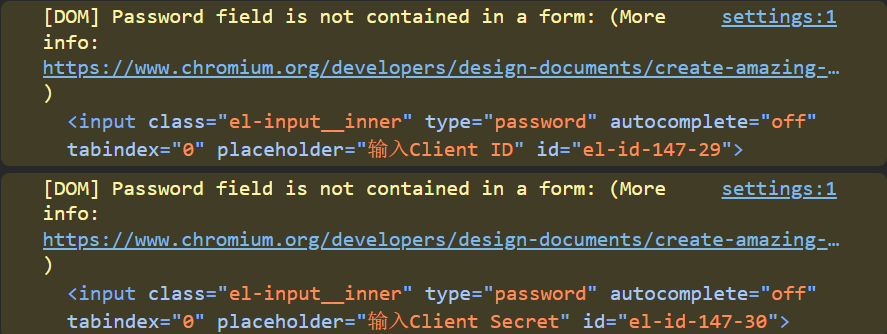 [DOM] Password field is not contained in a form: (More settings:1
info:
https://www.chromium.org/developers/design-documents/create-amazing-…
)
<input class="el-input__inner" type="password" autocomplete="off"
tabindex="0" placeholder="输入Client ID" id="el-id-147-29">
[DOM] Password field is not contained in a form: (More settings:1
info:
https://www.chromium.org/developers/design-documents/create-amazing-…
)
<input class="el-input__inner" type="password" autocomplete="off"
tabindex="0" placeholder="输入Client Secret" id="el-id-147-30">